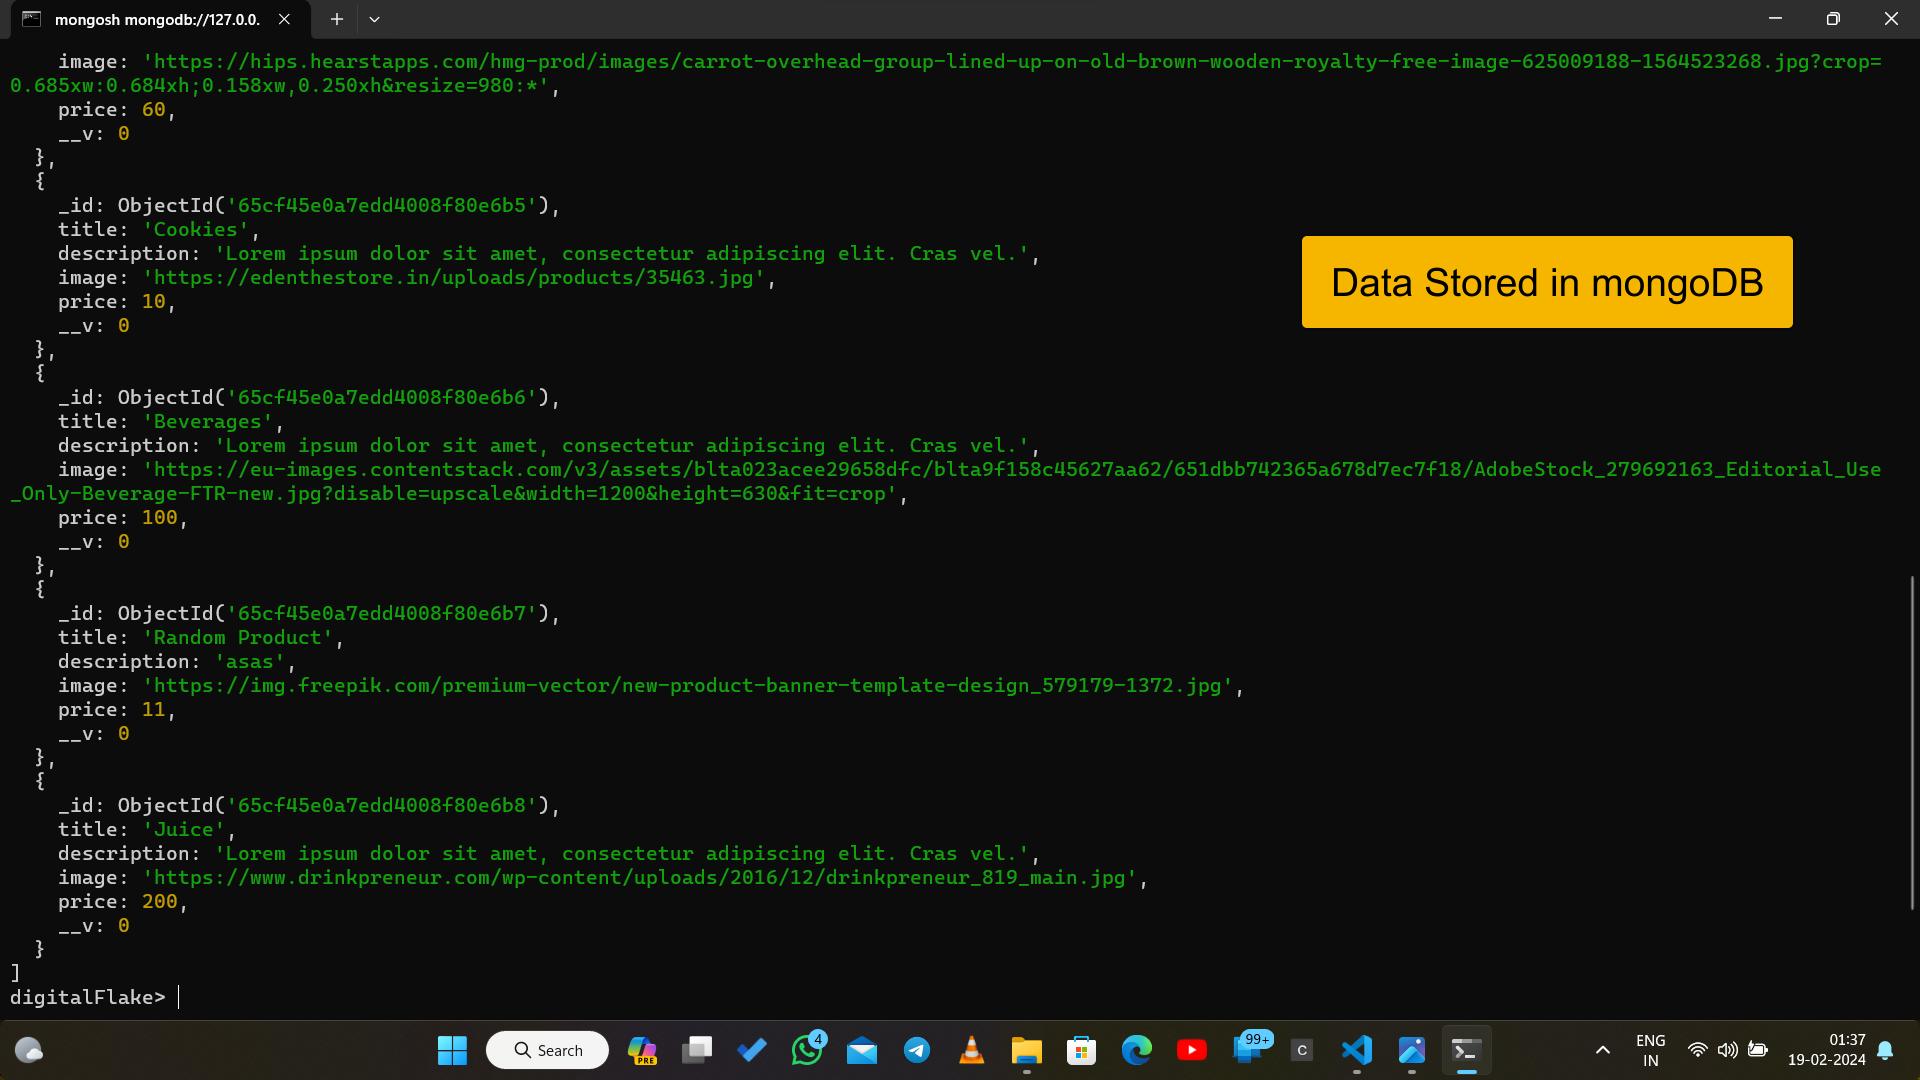 mongosh mongodb://127.0.0.
image: 'https://hips.hearstapps.com/hmg-prod/images/carrot-overhead-group-lined-up-on-old-brown-wooden-royalty-free-image-625009188-1564523268.jpg?crop=
0.685xw:0.684xh;0.158xw,0.250xh&resize=980:*',
price: 60,
__v: 0
},
{
_id: ObjectId('65cf45e0a7edd4008f80e6b5'),
title: 'Cookies',
description: 'Lorem ipsum dolor sit amet, consectetur adipiscing elit. Cras vel.',
image: 'https://edenthestore.in/uploads/products/35463.jpg',
price: 10,
__v: 0
},
Data Stored in mongoDB
{
_id: ObjectId('65cf45e0a7edd4008f80e6b6'),
title: 'Beverages',
description: 'Lorem ipsum dolor sit amet, consectetur adipiscing elit. Cras vel.',
image: 'https://eu-images.contentstack.com/v3/assets/blta023acee29658dfc/blta9f158c45627aa62/651dbb742365a678d7ec7f18/AdobeStock_279692163_Editorial_Use
_Only-Beverage-FTR-new.jpg?disable=upscale&width=1200&height=630&fit=crop',
price: 100,
__v: 0
},
{
_id: ObjectId('65cf45e0a7edd4008f80e6b7'),
title: 'Random Product',
description: 'asas',
image: 'https://img.freepik.com/premium-vector/new-product-banner-template-design_579179-1372.jpg',
price: 11,
__v: 0
},
{
_id: ObjectId('65cf45e0a7edd4008f80e6b8'),
title: 'Juice',
description: 'Lorem ipsum dolor sit amet, consectetur adipiscing elit. Cras vel.',
image: 'https://www.drinkpreneur.com/wp-content/uploads/2016/12/drinkpreneur_819_main.jpg',
price: 200,
__v: 0
}
]
digitalFlake>
Search
PRE
4
99+
C
ENG
IN
01:37
19-02-2024